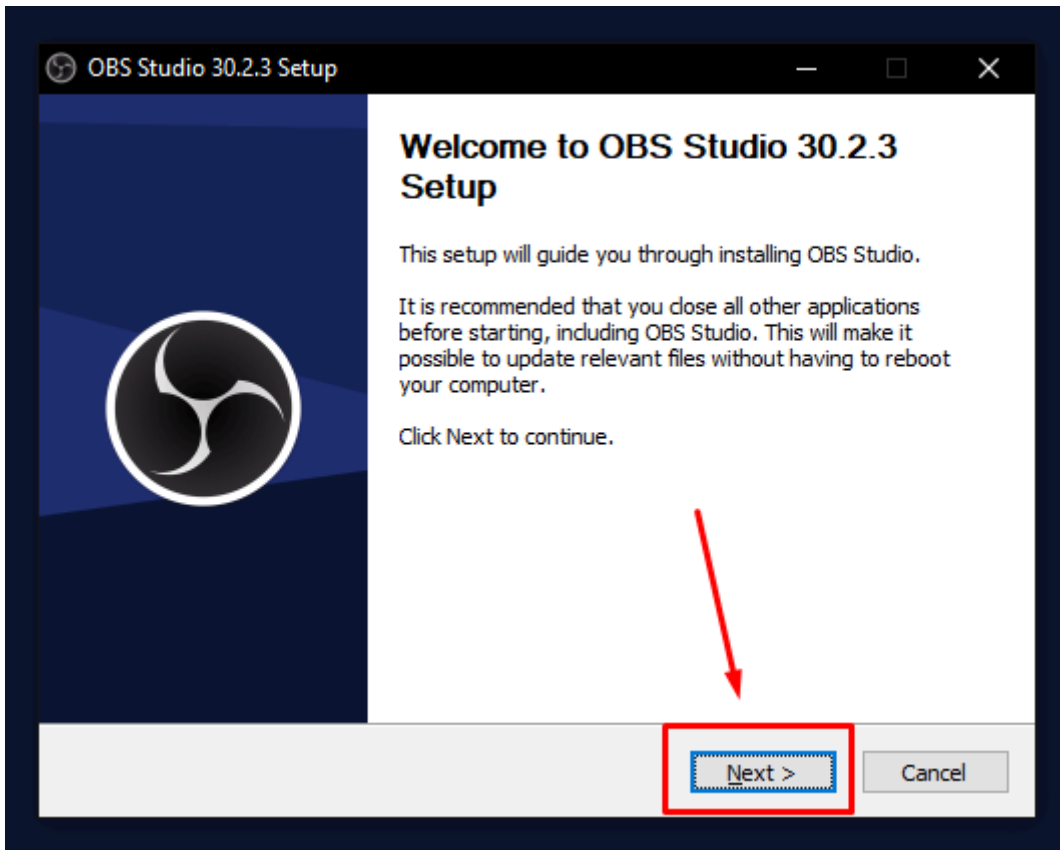 OBS Studio 30.2.3 Setup
Welcome to OBS Studio 30.2.3
Setup
This setup will guide you through installing OBS Studio.
It is recommended that you close all other applications
before starting, including OBS Studio. This will make it
possible to update relevant files without having to reboot
your computer.
Click Next to continue.
Next > Cancel